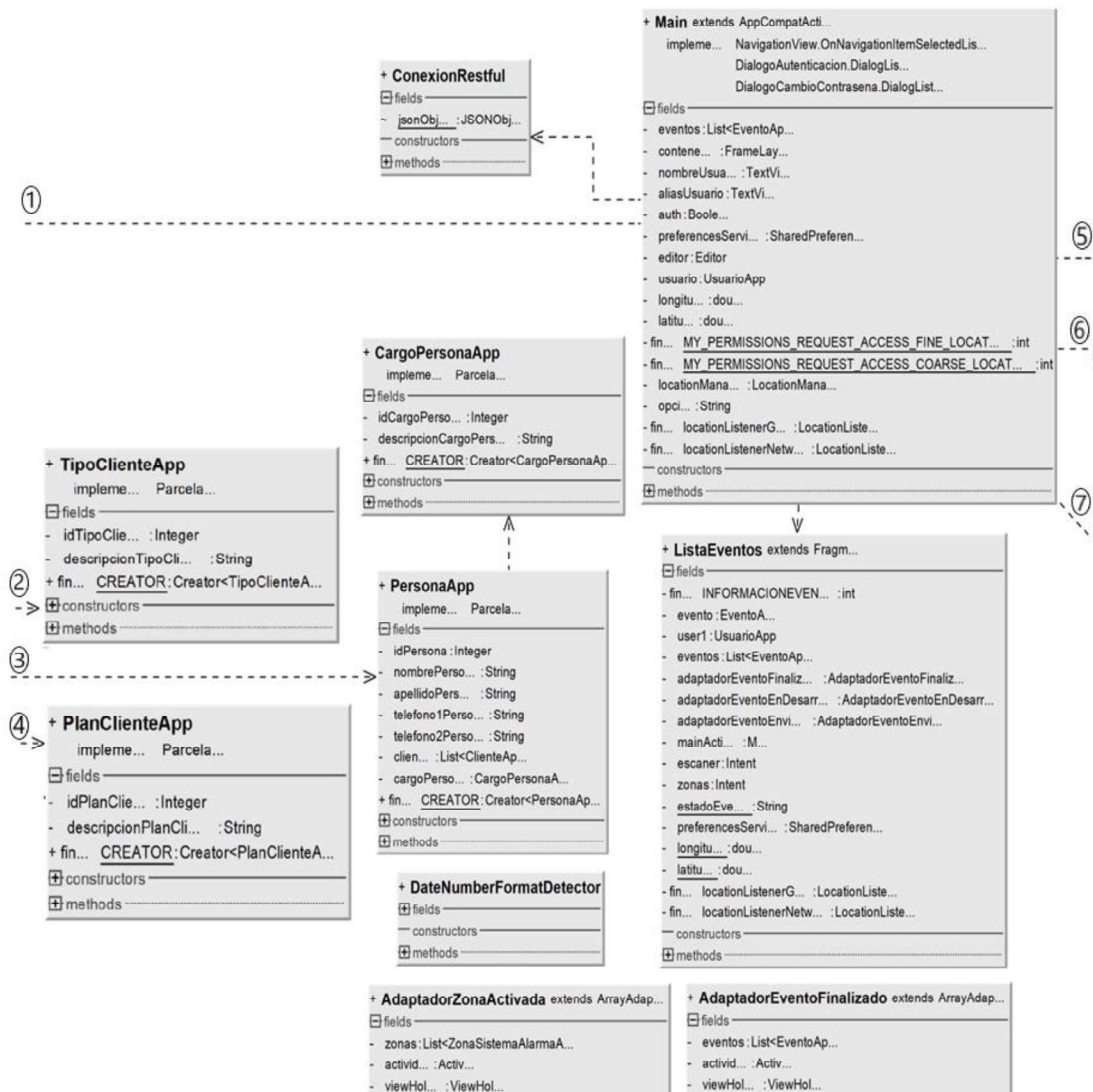 + Main extends AppCompatActi...
impleme... NavigationView.OnNavigationItemSelectedLis...
DialogoAutenticacion.DialogLis...
DialogoCambioContrasena.DialogList...
fields
- eventos:List<EventoAp...
- contene... :FrameLay...
- nombreUsua... :TextVi...
- aliasUsuario:TextVi...
- auth:Boole...
- preferencesServi... :SharedPreferen...
- editor:Editor
- usuario:UsuarioApp
- longitu... :dou...
- latitu... :dou...
- fin... MY_PERMISSIONS_REQUEST_ACCESS_FINE_LOCAT... :int
- fin... MY_PERMISSIONS_REQUEST_ACCESS_COARSE_LOCAT... :int
- locationMana... :LocationMana...
- opci... :String
- fin... locationListenerG... :LocationListe...
- fin... locationListenerNetw... :LocationListe...
constructors
methods
+ ConexionRestful
fields
~ jsonObj... :JSONObj...
constructors
methods
①
⑤
⑥
⑦
+ CargoPersonaApp
impleme... Parcela...
fields
- idCargoPerso... :Integer
- descripcionCargoPers... :String
+ fin... CREATOR:Creator<CargoPersonaAp...
constructors
methods
+ TipoClienteApp
impleme... Parcela...
fields
- idTipoClie... :Integer
- descripcionTipoCli... :String
+ fin... CREATOR:Creator<TipoClienteA...
constructors
methods
②
③
④
+ PersonaApp
impleme... Parcela...
fields
- idPersona:Integer
- nombrePerso... :String
- apellidoPers... :String
- telefono1Perso... :String
- telefono2Perso... :String
- clien... :List<ClienteAp...
- cargoPerso... :CargoPersonaA...
+ fin... CREATOR:Creator<PersonaAp...
constructors
methods
+ PlanClienteApp
impleme... Parcela...
fields
- idPlanClie... :Integer
- descripcionPlanCli... :String
+ fin... CREATOR:Creator<PlanClienteA...
constructors
methods
+ ListaEventos extends Fragm...
fields
- fin... INFORMACIONEVEN... :int
- evento:EventoA...
- user1:UsuarioApp
- eventos:List<EventoAp...
- adaptadorEventoFinaliz... :AdaptadorEventoFinaliz...
- adaptadorEventoEnDesarr... :AdaptadorEventoEnDesarr...
- adaptadorEventoEnvi... :AdaptadorEventoEnvi...
- mainActi... :M...
- escaner:Intent
- zonas:Intent
- estadoEve... :String
- preferencesServi... :SharedPreferen...
- longitu... :dou...
- latitu... :dou...
- fin... locationListenerG... :LocationListe...
- fin... locationListenerNetw... :LocationListe...
constructors
methods
+ DateNumberFormatDetector
fields
constructors
methods
+ AdaptadorZonaActivada extends ArrayAdap...
fields
- zonas:List<ZonaSistemaAlarmaA...
- activid... :Activ...
- viewHol... :ViewHol...
+ AdaptadorEventoFinalizado extends ArrayAdap...
fields
- eventos:List<EventoAp...
- activid... :Activ...
- viewHol... :ViewHol...